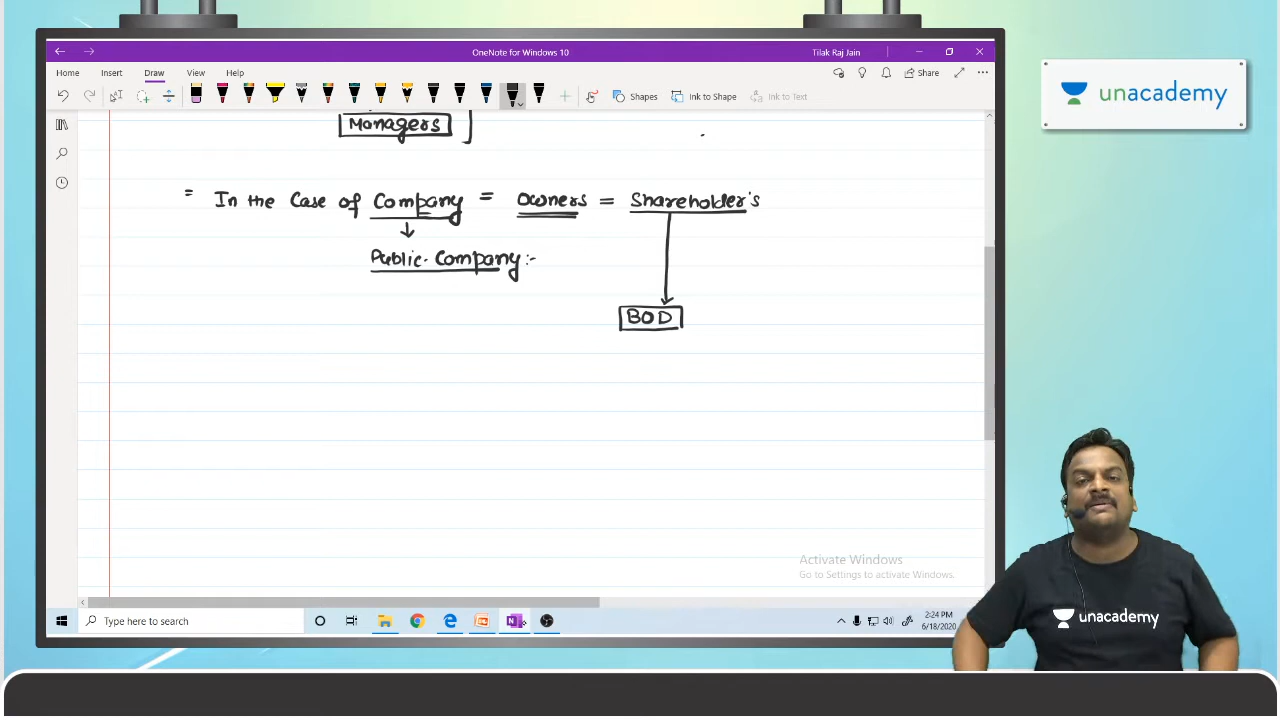 OneNote for Windows 10
Tilak Raj Jain
Home Insert Draw View Help
Share
Shapes Ink to Shape Ink to Text
unacademy
Managers
= In the Case of Company = Owners = Shareholder's
Public Company :-
BOD
Activate Windows
Go to Settings to activate Windows.
unacademy
Type here to search
2:24 PM
6/18/2020